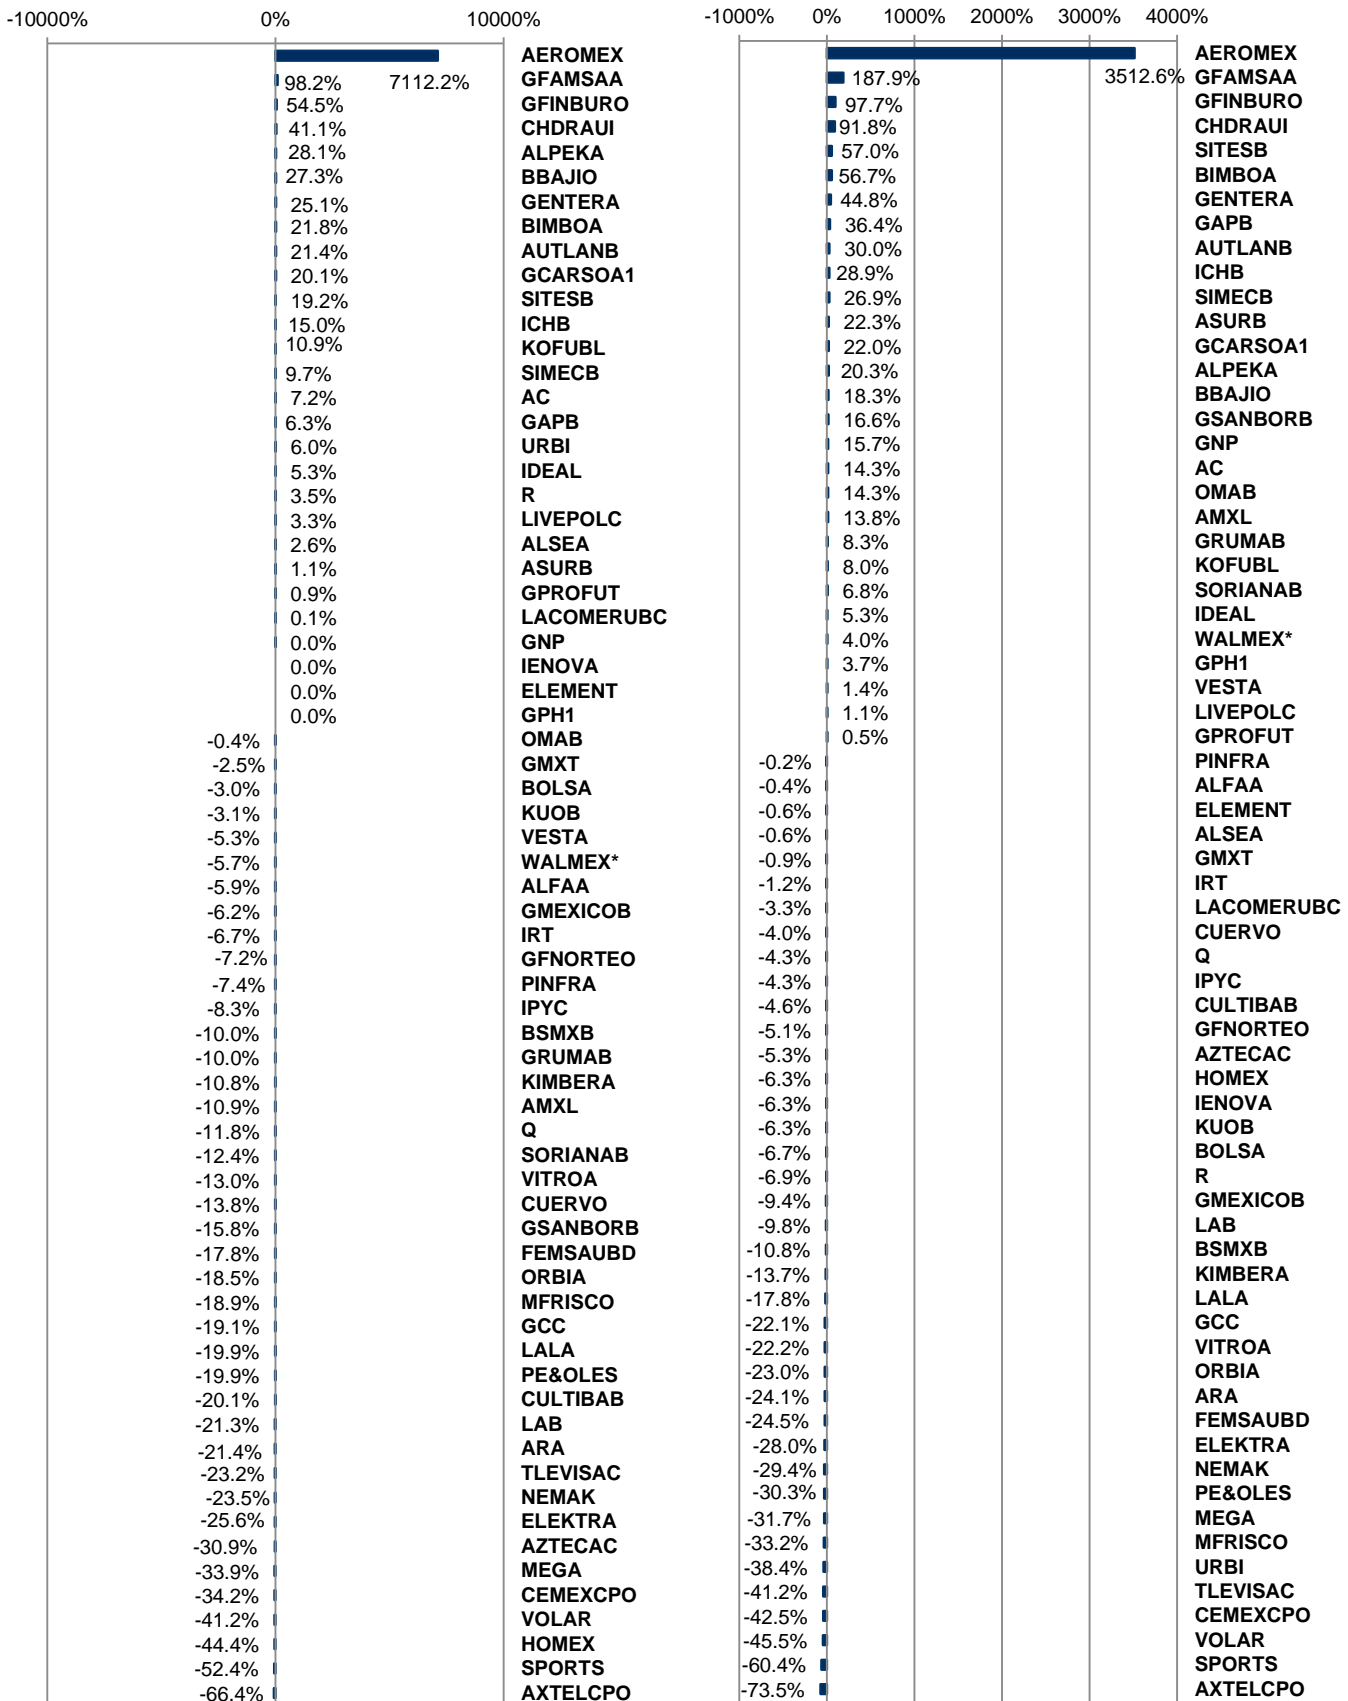 -10000% 0% 10000%
AEROMEX
98.2% 7112.2% GFAMSAA
54.5% GFINBURO
41.1% CHDRAUI
28.1% ALPEKA
27.3% BBAJIO
25.1% GENTERA
21.8% BIMBOA
21.4% AUTLANB
20.1% GCARSOA1
19.2% SITESB
15.0% ICHB
10.9% KOFUBL
9.7% SIMECB
7.2% AC
6.3% GAPB
6.0% URBI
5.3% IDEAL
3.5% R
3.3% LIVEPOLC
2.6% ALSEA
1.1% ASURB
0.9% GPROFUT
0.1% LACOMERUBC
0.0% GNP
0.0% IENOVA
0.0% ELEMENT
0.0% GPH1
-0.4% OMAB
-2.5% GMXT
-3.0% BOLSA
-3.1% KUOB
-5.3% VESTA
-5.7% WALMEX*
-5.9% ALFAA
-6.2% GMEXICOB
-6.7% IRT
-7.2% GFNORTEO
-7.4% PINFRA
-8.3% IPYC
-10.0% BSMXB
-10.0% GRUMAB
-10.8% KIMBERA
-10.9% AMXL
-11.8% Q
-12.4% SORIANAB
-13.0% VITROA
-13.8% CUERVO
-15.8% GSANBORB
-17.8% FEMSAUBD
-18.5% ORBIA
-18.9% MFRISCO
-19.1% GCC
-19.9% LALA
-19.9% PE&OLES
-20.1% CULTIBAB
-21.3% LAB
-21.4% ARA
-23.2% TLEVISAC
-23.5% NEMAK
-25.6% ELEKTRA
-30.9% AZTECAC
-33.9% MEGA
-34.2% CEMEXCPO
-41.2% VOLAR
-44.4% HOMEX
-52.4% SPORTS
-66.4% AXTELCPO
-1000% 0% 1000% 2000% 3000% 4000%
AEROMEX
187.9% 3512.6% GFAMSAA
97.7% GFINBURO
91.8% CHDRAUI
57.0% SITESB
56.7% BIMBOA
44.8% GENTERA
36.4% GAPB
30.0% AUTLANB
28.9% ICHB
26.9% SIMECB
22.3% ASURB
22.0% GCARSOA1
20.3% ALPEKA
18.3% BBAJIO
16.6% GSANBORB
15.7% GNP
14.3% AC
14.3% OMAB
13.8% AMXL
8.3% GRUMAB
8.0% KOFUBL
6.8% SORIANAB
5.3% IDEAL
4.0% WALMEX*
3.7% GPH1
1.4% VESTA
1.1% LIVEPOLC
0.5% GPROFUT
-0.2% PINFRA
-0.4% ALFAA
-0.6% ELEMENT
-0.6% ALSEA
-0.9% GMXT
-1.2% IRT
-3.3% LACOMERUBC
-4.0% CUERVO
-4.3% Q
-4.3% IPYC
-4.6% CULTIBAB
-5.1% GFNORTEO
-5.3% AZTECAC
-6.3% HOMEX
-6.3% IENOVA
-6.3% KUOB
-6.7% BOLSA
-6.9% R
-9.4% GMEXICOB
-9.8% LAB
-10.8% BSMXB
-13.7% KIMBERA
-17.8% LALA
-22.1% GCC
-22.2% VITROA
-23.0% ORBIA
-24.1% ARA
-24.5% FEMSAUBD
-28.0% ELEKTRA
-29.4% NEMAK
-30.3% PE&OLES
-31.7% MEGA
-33.2% MFRISCO
-38.4% URBI
-41.2% TLEVISAC
-42.5% CEMEXCPO
-45.5% VOLAR
-60.4% SPORTS
-73.5% AXTELCPO